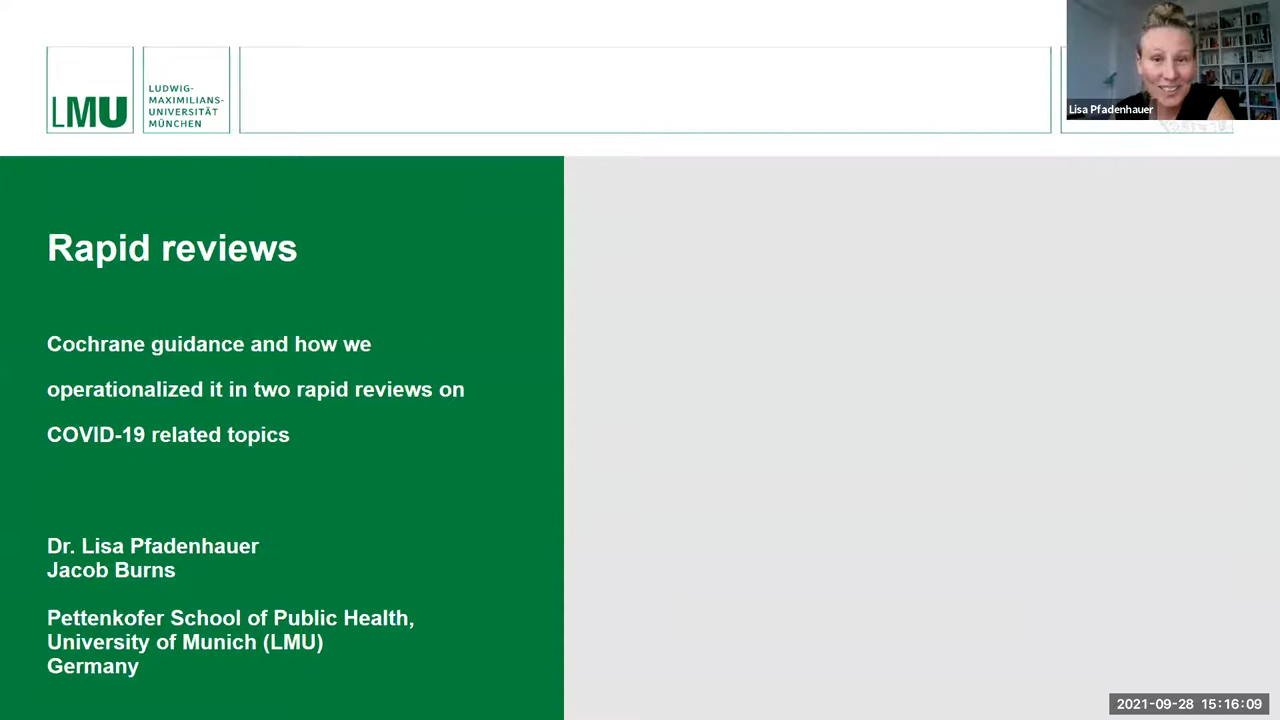 LMU
LUDWIG-
MAXIMILIANS-
UNIVERSITÄT
MÜNCHEN
Lisa Pfadenhauer
Rapid reviews
Cochrane guidance and how we
operationalized it in two rapid reviews on
COVID-19 related topics
Dr. Lisa Pfadenhauer
Jacob Burns
Pettenkofer School of Public Health,
University of Munich (LMU)
Germany
2021-09-28 15:16:09